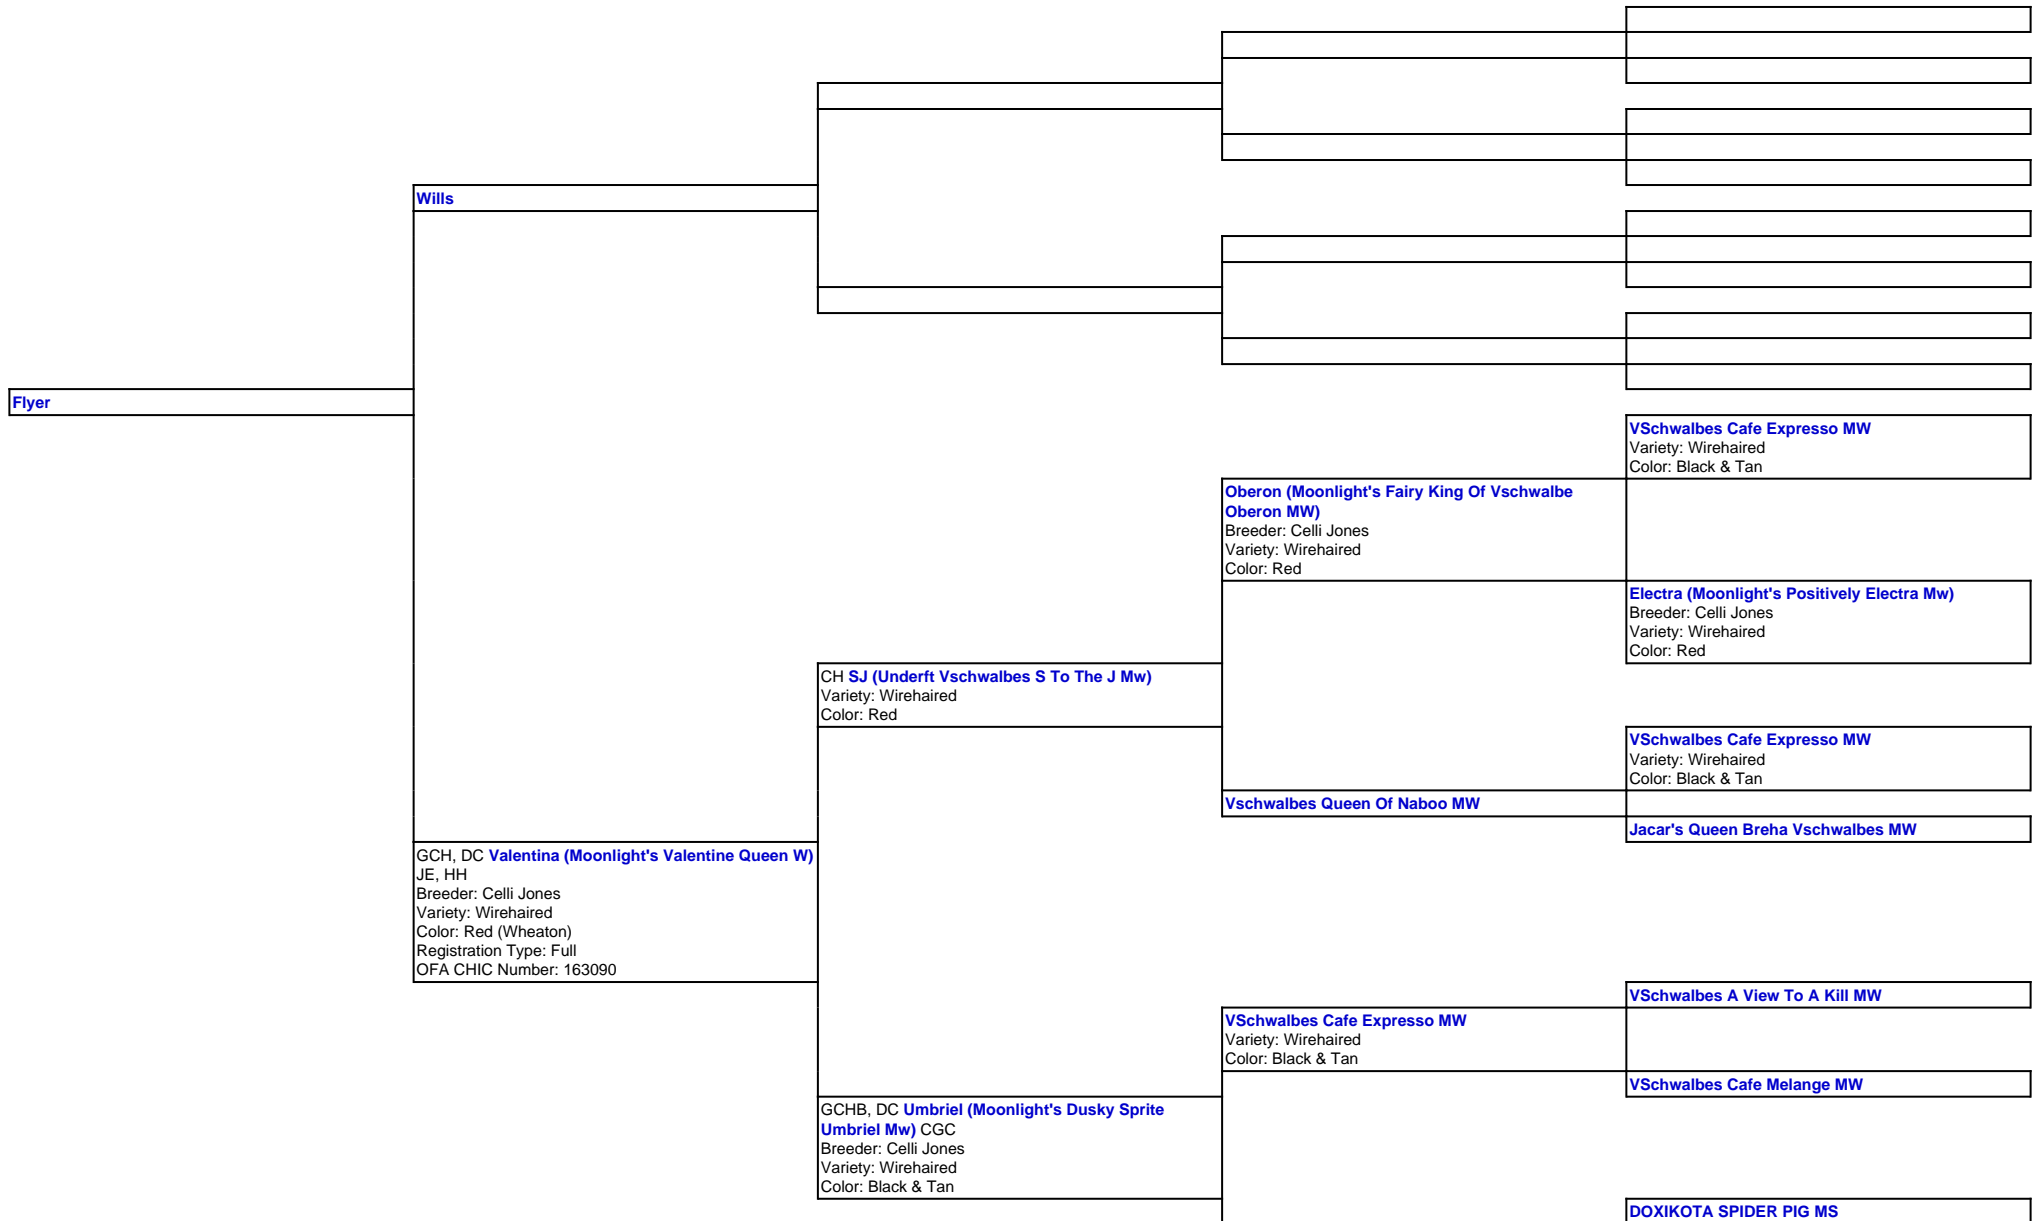 Wills
Flyer
VSchwalbes Cafe Expresso MW
Variety: Wirehaired
Color: Black & Tan
Oberon (Moonlight's Fairy King Of Vschwalbe
Oberon MW)
Breeder: Celli Jones
Variety: Wirehaired
Color: Red
Electra (Moonlight's Positively Electra Mw)
Breeder: Celli Jones
Variety: Wirehaired
Color: Red
CH SJ (Underft Vschwalbes S To The J Mw)
Variety: Wirehaired
Color: Red
VSchwalbes Cafe Expresso MW
Variety: Wirehaired
Color: Black & Tan
Vschwalbes Queen Of Naboo MW
Jacar's Queen Breha Vschwalbes MW
GCH, DC Valentina (Moonlight's Valentine Queen W)
JE, HH
Breeder: Celli Jones
Variety: Wirehaired
Color: Red (Wheaton)
Registration Type: Full
OFA CHIC Number: 163090
VSchwalbes A View To A Kill MW
VSchwalbes Cafe Expresso MW
Variety: Wirehaired
Color: Black & Tan
VSchwalbes Cafe Melange MW
GCHB, DC Umbriel (Moonlight's Dusky Sprite
Umbriel Mw) CGC
Breeder: Celli Jones
Variety: Wirehaired
Color: Black & Tan
DOXIKOTA SPIDER PIG MS